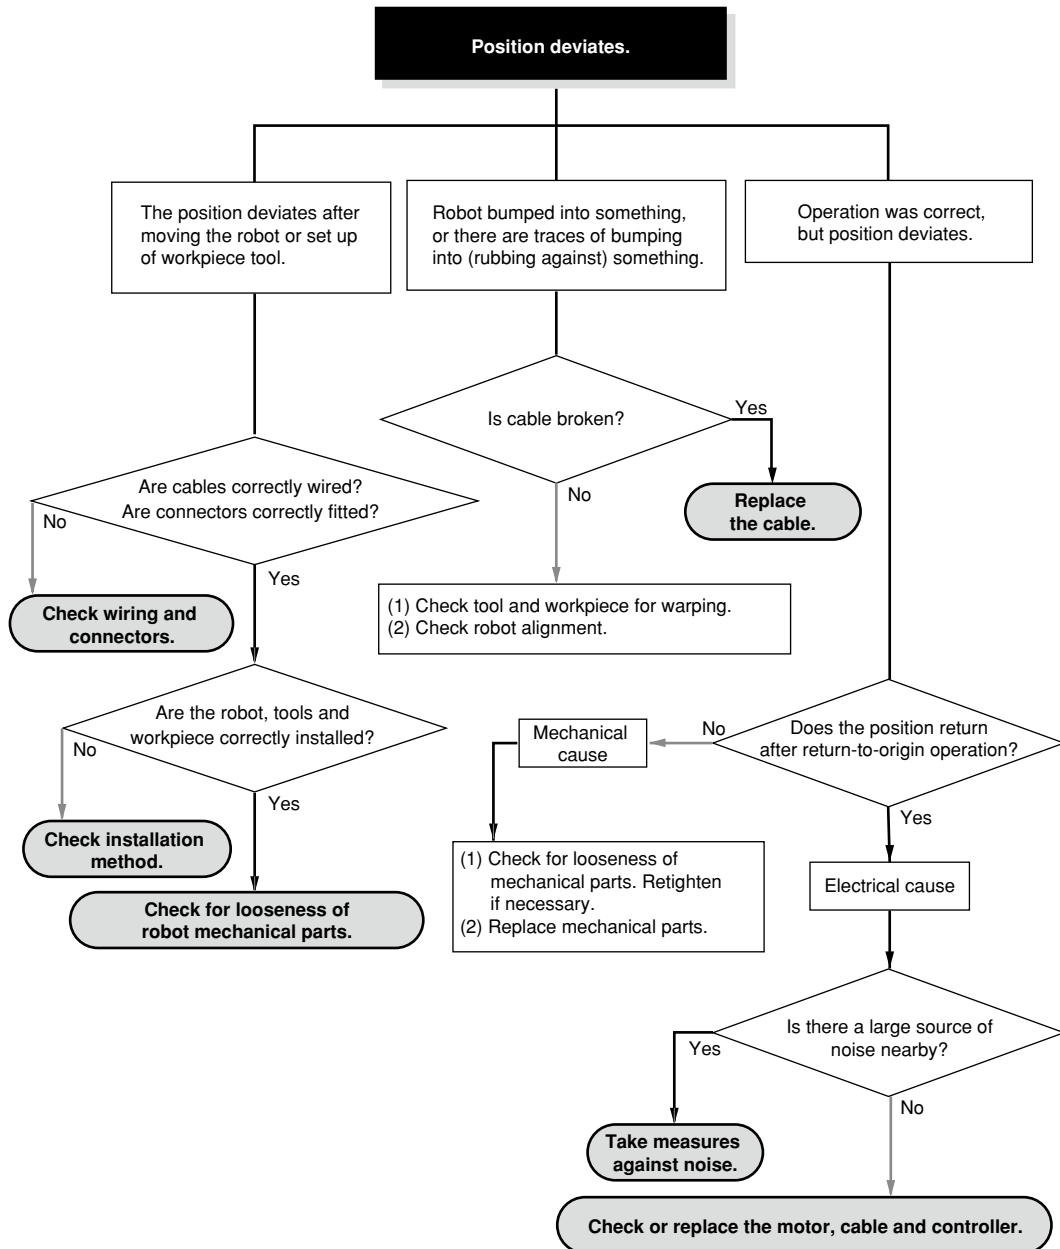 Position deviates.
The position deviates after
moving the robot or set up
of workpiece tool.
Robot bumped into something,
or there are traces of bumping
into (rubbing against) something.
Operation was correct,
but position deviates.
Is cable broken?
Yes
No
Replace
the cable.
Are cables correctly wired?
Are connectors correctly fitted?
No
Yes
Check wiring and
connectors.
(1) Check tool and workpiece for warping.
(2) Check robot alignment.
Are the robot, tools and
workpiece correctly installed?
No
Yes
Check installation
method.
Check for looseness of
robot mechanical parts.
Does the position return
after return-to-origin operation?
No
Yes
Mechanical
cause
(1) Check for looseness of
mechanical parts. Retighten
if necessary.
(2) Replace mechanical parts.
Electrical cause
Is there a large source of
noise nearby?
Yes
No
Take measures
against noise.
Check or replace the motor, cable and controller.